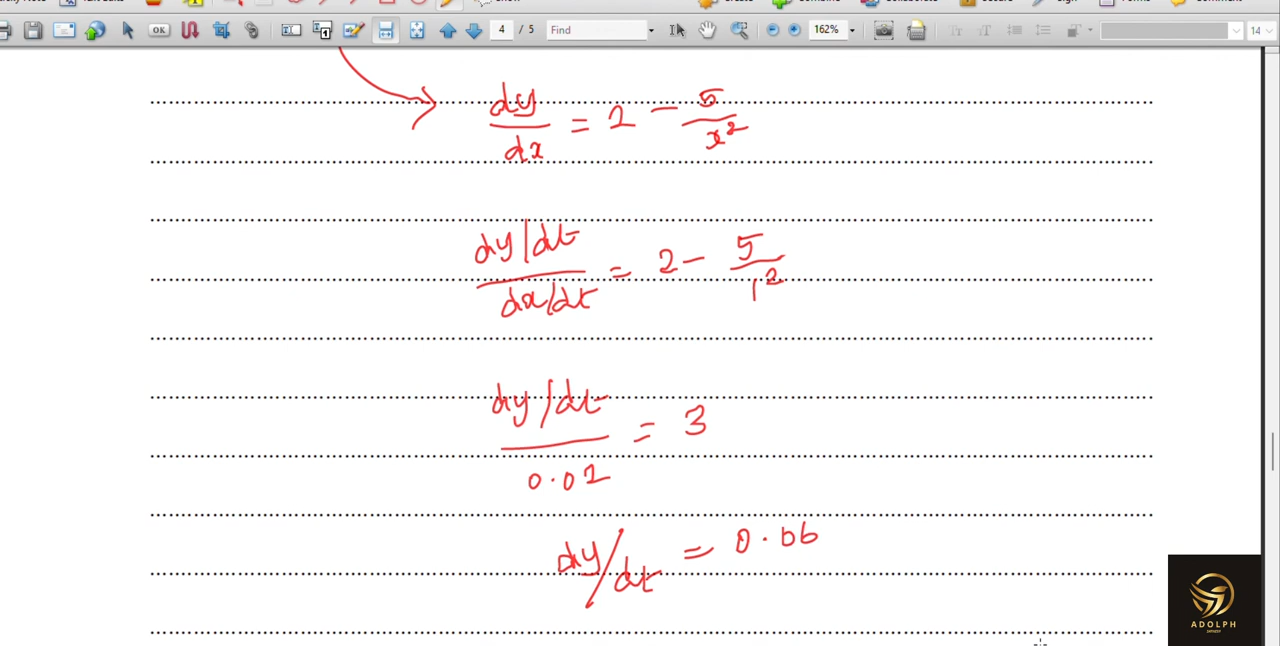 4 / 5 Find 162% 14
dy/dx = 2 - 5/x²
(dy/dt)/(dx/dt) = 2 - 5/1²
(dy/dt)/0.02 = 3
dy/dt = 0.06
ADOLPH